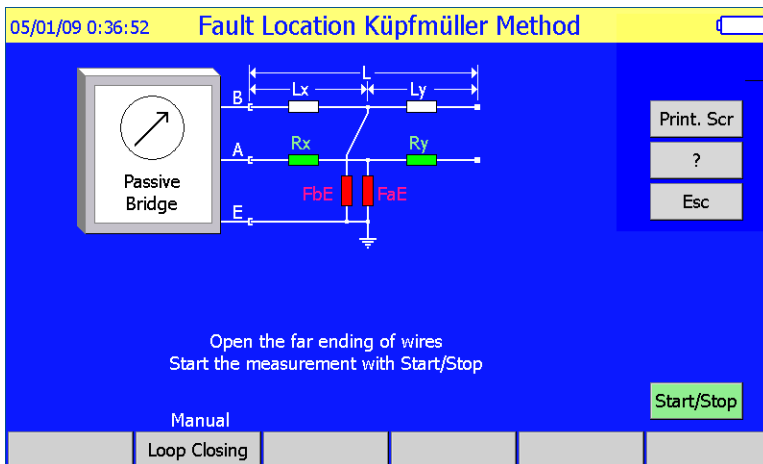 05/01/09 0:36:52 Fault Location Küpfmüller Method
L
Lx Ly
B
Rx Ry
A
Passive
Bridge
FbE FaE
E
Print. Scr
?
Esc
Open the far ending of wires
Start the measurement with Start/Stop
Start/Stop
Manual
Loop Closing